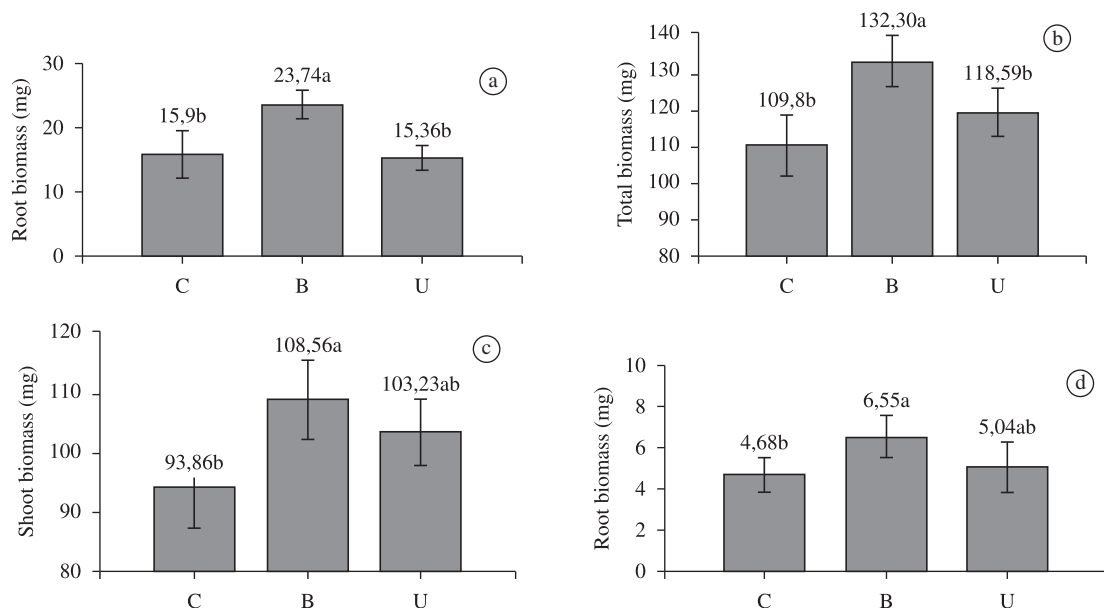 Root biomass (mg)
30
20
10
0
15,9b
23,74a
15,36b
C
B
U
a
Total biomass (mg)
140
130
120
110
100
90
80
109,8b
132,30a
118,59b
C
B
U
b
Shoot biomass (mg)
120
110
100
90
80
93,86b
108,56a
103,23ab
C
B
U
c
Root biomass (mg)
10
8
6
4
2
0
4,68b
6,55a
5,04ab
C
B
U
d